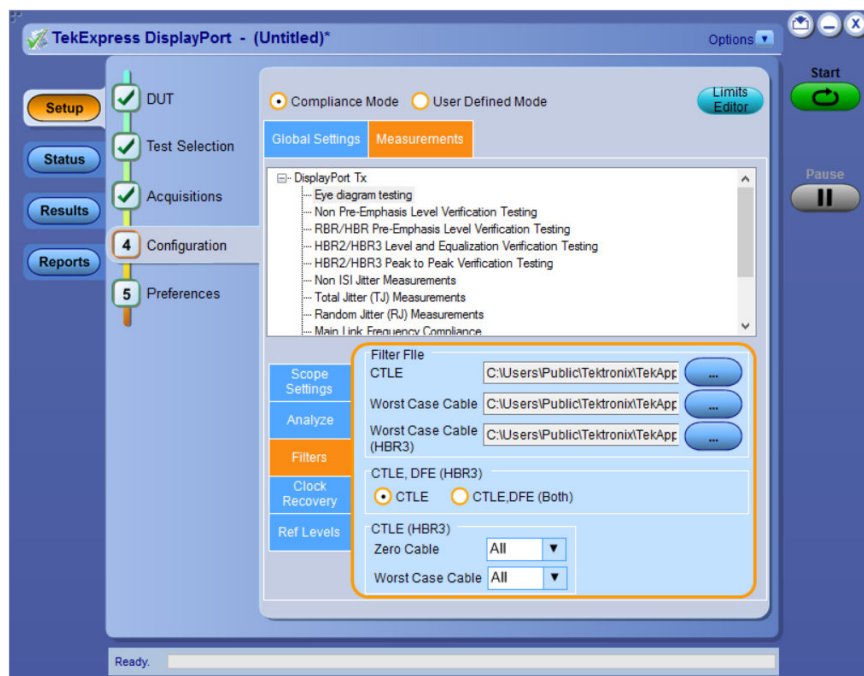 TekExpress DisplayPort - (Untitled)*
Options
Setup
Status
Results
Reports
DUT
Test Selection
Acquisitions
4 Configuration
5 Preferences
Compliance Mode User Defined Mode
Limits
Editor
Global Settings Measurements
DisplayPort Tx
Eye diagram testing
Non Pre-Emphasis Level Verification Testing
RBR/HBR Pre-Emphasis Level Verification Testing
HBR2/HBR3 Level and Equalization Verification Testing
HBR2/HBR3 Peak to Peak Verification Testing
Non ISI Jitter Measurements
Total Jitter (TJ) Measurements
Random Jitter (RJ) Measurements
Main Link Frequency Compliance
Scope
Settings
Analyze
Filters
Clock
Recovery
Ref Levels
Filter File
CTLE C:\Users\Public\Tektronix\TekApp ...
Worst Case Cable C:\Users\Public\Tektronix\TekApp ...
Worst Case Cable
(HBR3) C:\Users\Public\Tektronix\TekApp ...
CTLE, DFE (HBR3)
CTLE CTLE,DFE (Both)
CTLE (HBR3)
Zero Cable All
Worst Case Cable All
Start
Pause
Ready.